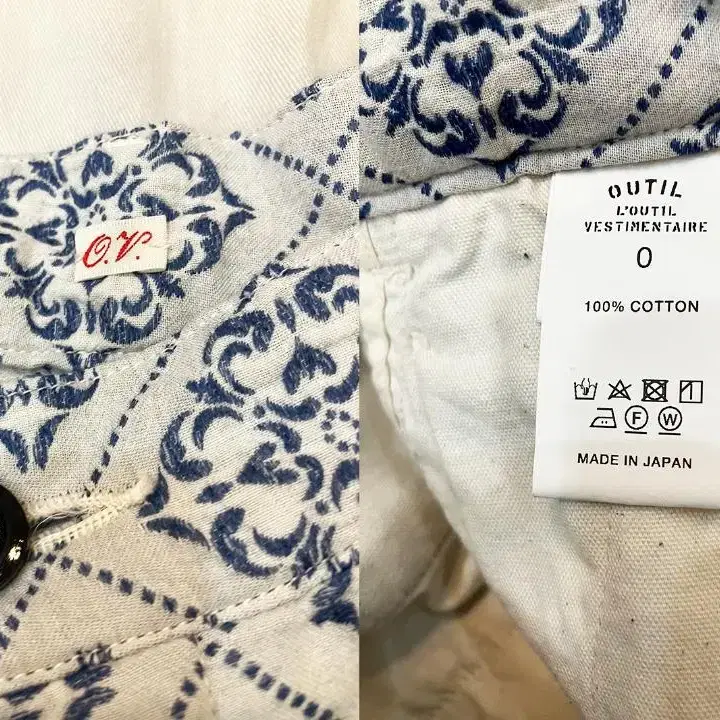 O.V.
OUTIL
L'OUTIL
VESTIMENTAIRE
0
100% COTTON
F W
MADE IN JAPAN